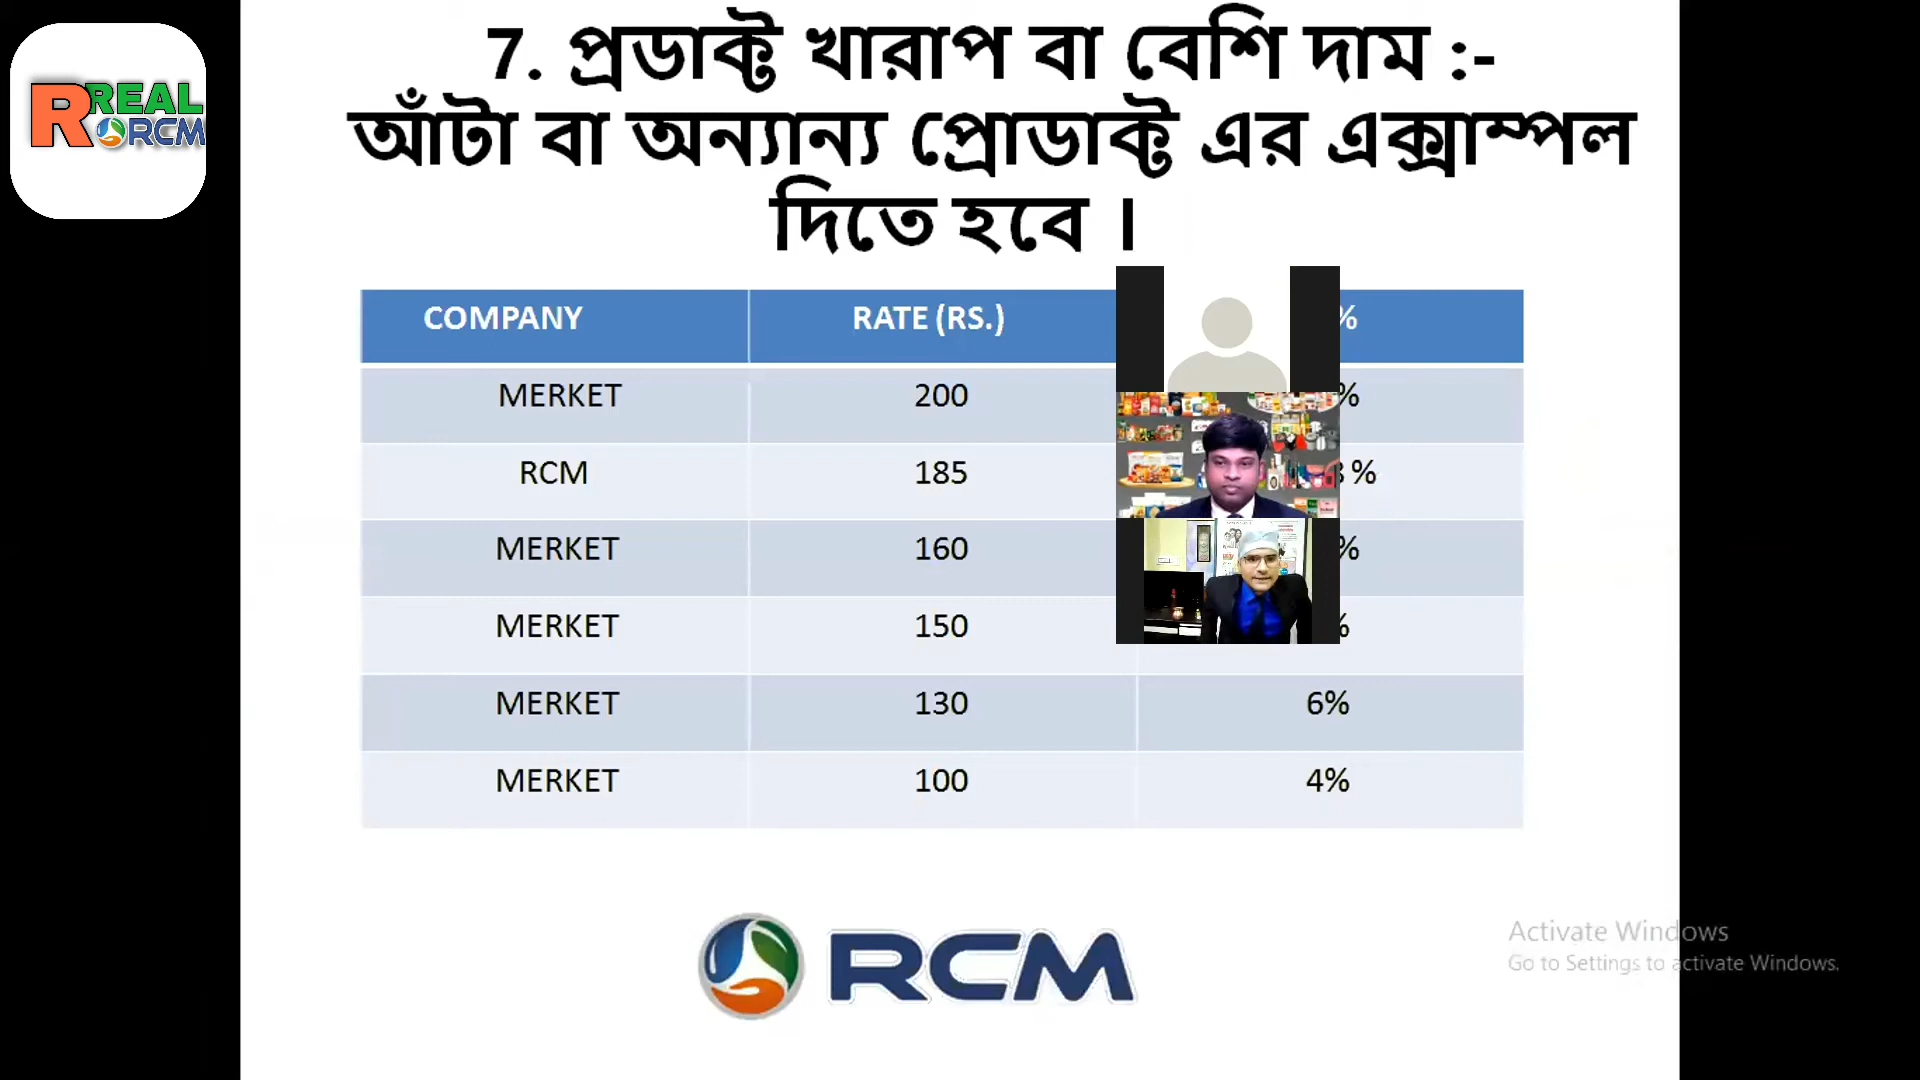 REAL
RCM
7. প্রডাক্ট খারাপ বা বেশি দাম :-
আঁটা বা অন্যান্য প্রোডাক্ট এর এক্সাম্পল
দিতে হবে ।
COMPANY RATE (RS.) %
MERKET 200 %
RCM 185 %
MERKET 160 %
MERKET 150 %
MERKET 130 6%
MERKET 100 4%
RCM
Activate Windows
Go to Settings to activate Windows.